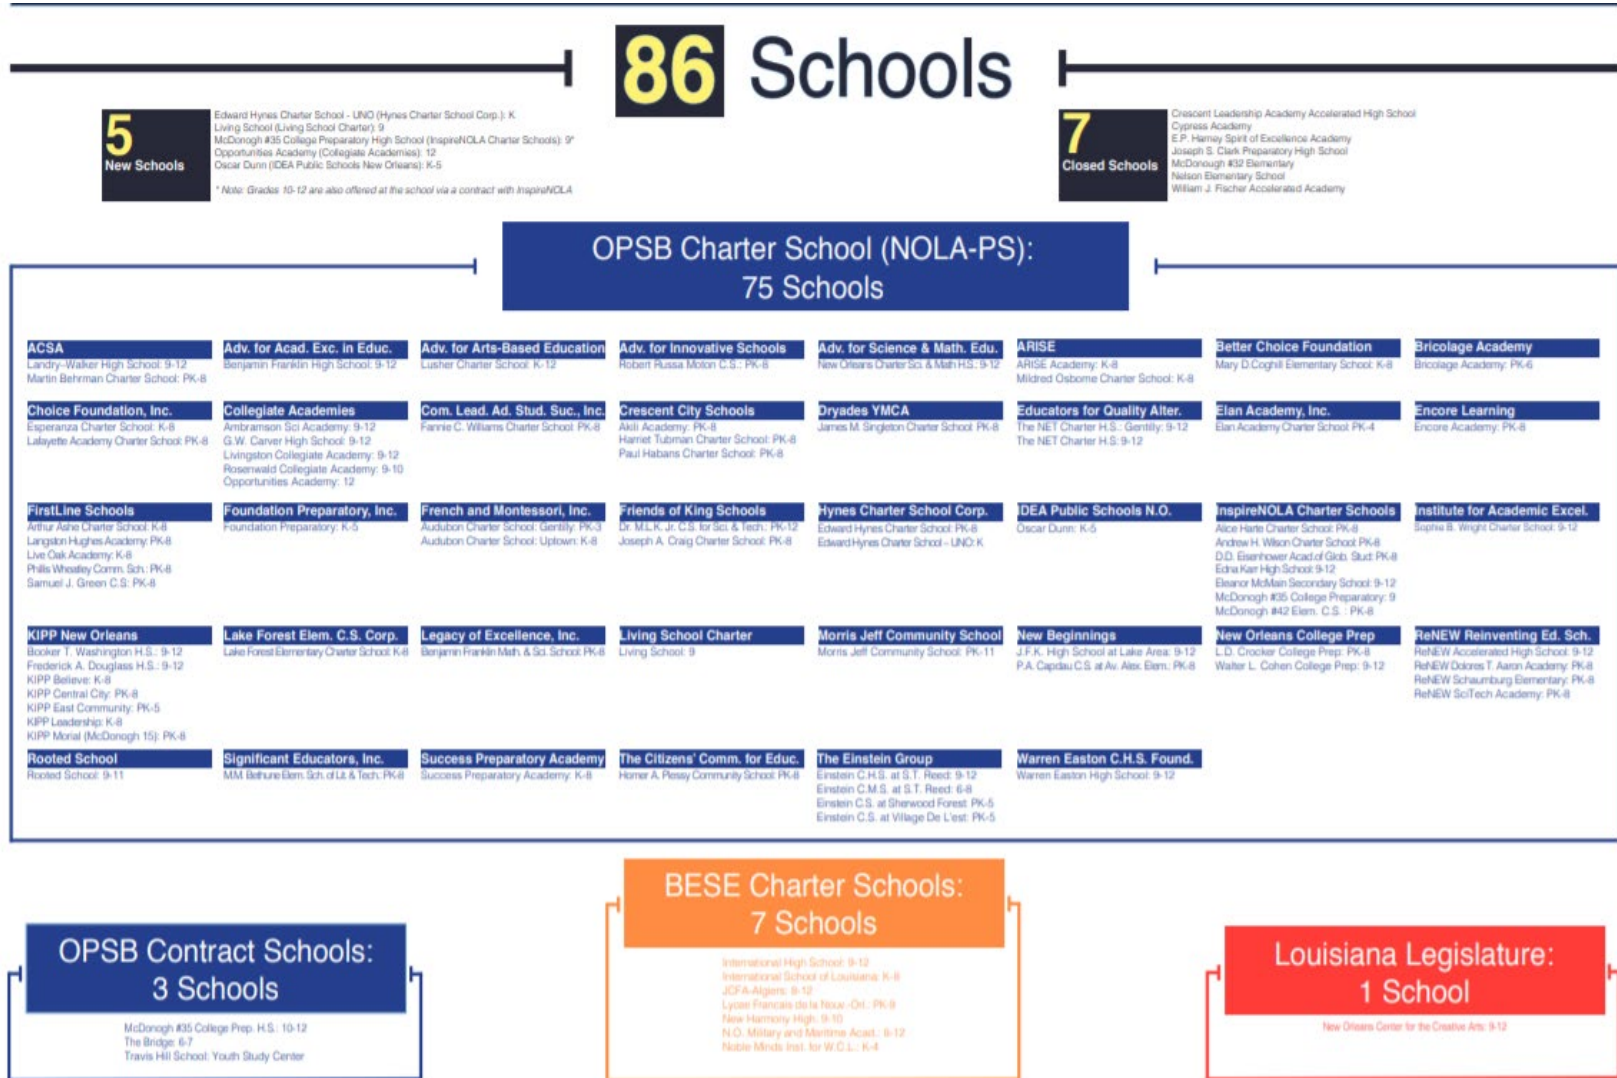 86 Schools
5
New Schools
Edward Hynes Charter School - UNO (Hynes Charter School Corp.): K
Living School (Living School Charter): 9
McDonogh #35 College Preparatory High School (InspireNOLA Charter Schools): 9*
Opportunities Academy (Collegiate Academies): 12
Oscar Dunn (IDEA Public Schools New Orleans): K-5
* Note: Grades 10-12 are also offered at the school via a contract with InspireNOLA
7
Closed Schools
Crescent Leadership Academy Accelerated High School
Cypress Academy
E.P. Harney Spirit of Excellence Academy
Joseph S. Clark Preparatory High School
McDonough #32 Elementary
Nelson Elementary School
William J. Fischer Accelerated Academy
OPSB Charter School (NOLA-PS):
75 Schools
ACSA
Landry–Walker High School: 9-12
Martin Behrman Charter School: PK-8
Adv. for Acad. Exc. in Educ.
Benjamin Franklin High School: 9-12
Adv. for Arts-Based Education
Lusher Charter School: K-12
Adv. for Innovative Schools
Robert Russa Moton C.S.: PK-8
Adv. for Science & Math. Edu.
New Orleans Charter Sci. & Math H.S.: 9-12
ARISE
ARISE Academy: K-8
Mildred Osborne Charter School: K-8
Better Choice Foundation
Mary D.Coghill Elementary School: K-8
Bricolage Academy
Bricolage Academy: PK-6
Choice Foundation, Inc.
Esperanza Charter School: K-8
Lafayette Academy Charter School: PK-8
Collegiate Academies
Ambramson Sci Academy: 9-12
G.W. Carver High School: 9-12
Livingston Collegiate Academy: 9-12
Rosenwald Collegiate Academy: 9-10
Opportunities Academy: 12
Com. Lead. Ad. Stud. Suc., Inc.
Fannie C. Williams Charter School: PK-8
Crescent City Schools
Akili Academy: PK-8
Harriet Tubman Charter School: PK-8
Paul Habans Charter School: PK-8
Dryades YMCA
James M. Singleton Charter School: PK-8
Educators for Quality Alter.
The NET Charter H.S.: Gentilly: 9-12
The NET Charter H.S: 9-12
Elan Academy, Inc.
Elan Academy Charter School: PK-4
Encore Learning
Encore Academy: PK-8
FirstLine Schools
Arthur Ashe Charter School: K-8
Langston Hughes Academy: PK-8
Live Oak Academy: K-8
Phillis Wheatley Comm. Sch.: PK-8
Samuel J. Green C.S: PK-8
Foundation Preparatory, Inc.
Foundation Preparatory: K-5
French and Montessori, Inc.
Audubon Charter School: Gentilly: PK-3
Audubon Charter School: Uptown: K-8
Friends of King Schools
Dr. M.L.K. Jr. C.S. for Sci. & Tech.: PK-12
Joseph A. Craig Charter School: PK-8
Hynes Charter School Corp.
Edward Hynes Charter School: PK-8
Edward Hynes Charter School – UNO: K
IDEA Public Schools N.O.
Oscar Dunn: K-5
InspireNOLA Charter Schools
Alice Harte Charter School: PK-8
Andrew H. Wilson Charter School: PK-8
D.D. Eisenhower Acad.of Glob. Stud: PK-8
Edna Karr High School: 9-12
Eleanor McMain Secondary School: 9-12
McDonogh #35 College Preparatory: 9
McDonogh #42 Elem. C.S. : PK-8
Institute for Academic Excel.
Sophie B. Wright Charter School: 9-12
KIPP New Orleans
Booker T. Washington H.S.: 9-12
Frederick A. Douglass H.S.: 9-12
KIPP Believe: K-8
KIPP Central City: PK-8
KIPP East Community: PK-5
KIPP Leadership: K-8
KIPP Morial (McDonogh 15): PK-8
Lake Forest Elem. C.S. Corp.
Lake Forest Elementary Charter School: K-8
Legacy of Excellence, Inc.
Benjamin Franklin Math. & Sci. School: PK-8
Living School Charter
Living School: 9
Morris Jeff Community School
Morris Jeff Community School: PK-11
New Beginnings
J.F.K. High School at Lake Area: 9-12
P.A. Capdau C.S. at Av. Alex. Elem.: PK-8
New Orleans College Prep
L.D. Crocker College Prep: PK-8
Walter L. Cohen College Prep: 9-12
ReNEW Reinventing Ed. Sch.
ReNEW Accelerated High School: 9-12
ReNEW Dolores T. Aaron Academy: PK-8
ReNEW Schaumburg Elementary: PK-8
ReNEW SciTech Academy: PK-8
Rooted School
Rooted School: 9-11
Significant Educators, Inc.
M.M. Bethune Elem. Sch. of Lit. & Tech.: PK-8
Success Preparatory Academy
Success Preparatory Academy: K-8
The Citizens' Comm. for Educ.
Homer A. Plessy Community School: PK-8
The Einstein Group
Einstein C.H.S. at S.T. Reed: 9-12
Einstein C.M.S. at S.T. Reed: 6-8
Einstein C.S. at Sherwood Forest: PK-5
Einstein C.S. at Village De L'est: PK-5
Warren Easton C.H.S. Found.
Warren Easton High School: 9-12
OPSB Contract Schools:
3 Schools
McDonogh #35 College Prep. H.S.: 10-12
The Bridge: 6-7
Travis Hill School: Youth Study Center
BESE Charter Schools:
7 Schools
International High School: 9-12
International School of Louisiana: K-8
JCFA-Algiers: 8-12
Lycee Francais de la Nouv.-Orl.: PK-9
New Harmony High: 9-10
N.O. Military and Maritime Acad.: 8-12
Noble Minds Inst. for W.C.L.: K-4
Louisiana Legislature:
1 School
New Orleans Center for the Creative Arts: 9-12